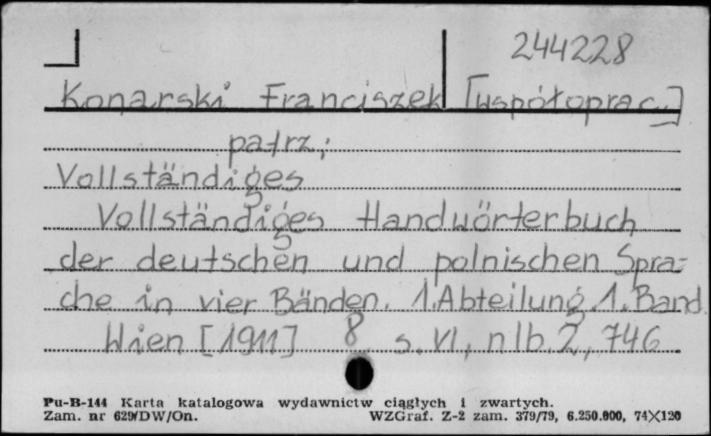 244228
Konarski Franciszek [współoprac.]
patrz:
Vollständiges
Vollständiges Handwörterbuch
der deutschen und polnischen Spra=
che in vier Bänden. 1. Abteilung 1. Band
Wien [1911] 8 s. VI, nlb. 2, 746
Pu-B-144 Karta katalogowa wydawnictw ciągłych i zwartych.
Zam. nr 629/DW/On. WZGraf. Z-2 zam. 379/79, 6.250.000, 74X120